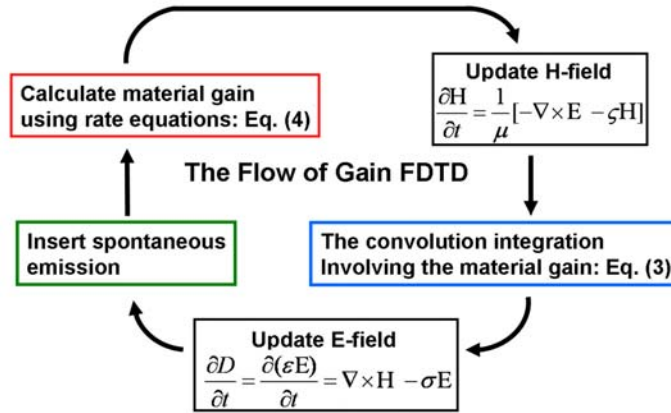 Calculate material gain
using rate equations: Eq. (4)
Update H-field
∂H/∂t = 1/μ [−∇×E −ςH]
The Flow of Gain FDTD
Insert spontaneous
emission
The convolution integration
Involving the material gain: Eq. (3)
Update E-field
∂D/∂t = ∂(εE)/∂t = ∇×H −σE